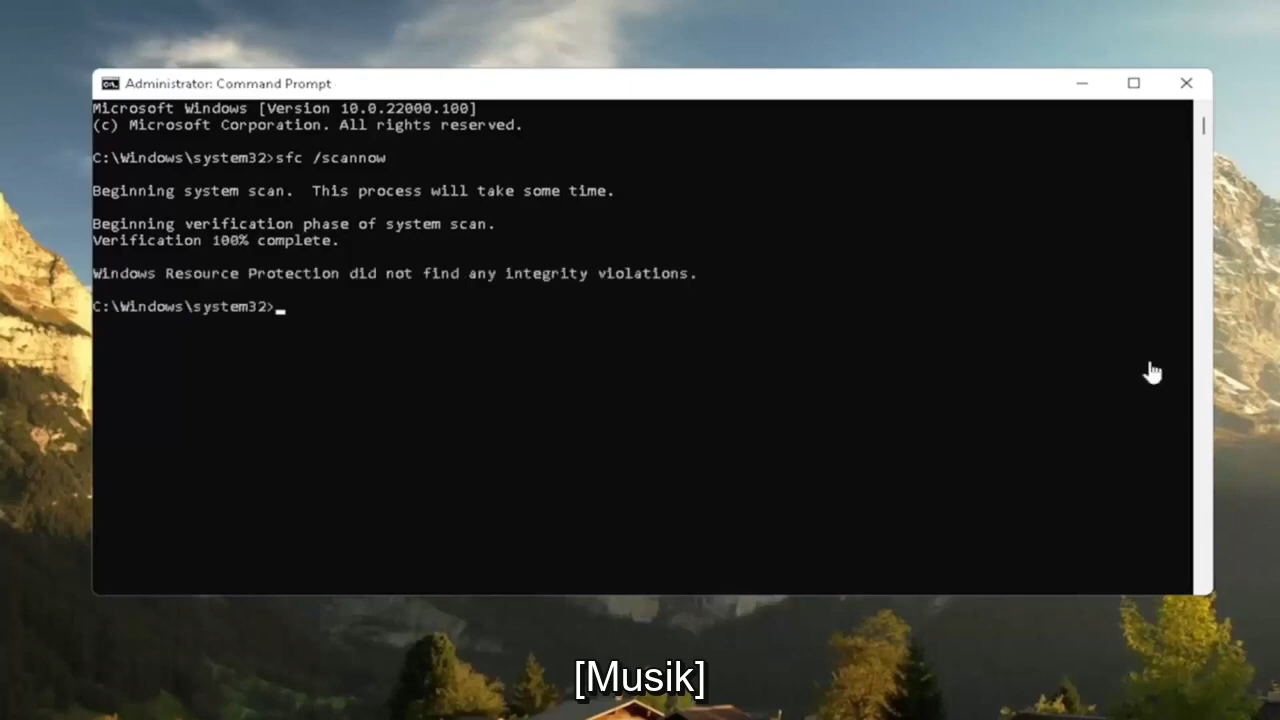 Administrator: Command Prompt
Microsoft Windows [Version 10.0.22000.100]
(c) Microsoft Corporation. All rights reserved.
C:\Windows\system32>sfc /scannow
Beginning system scan.  This process will take some time.
Beginning verification phase of system scan.
Verification 100% complete.
Windows Resource Protection did not find any integrity violations.
C:\Windows\system32>
[Musik]